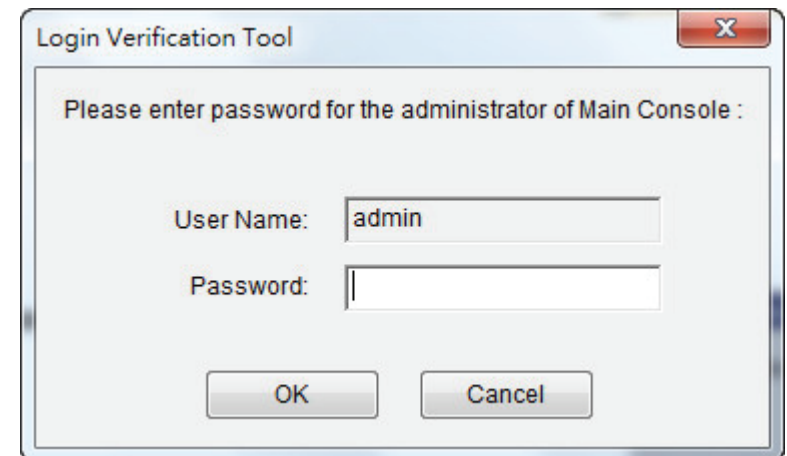 Login Verification Tool
Please enter password for the administrator of Main Console :
User Name: admin
Password:
OK Cancel